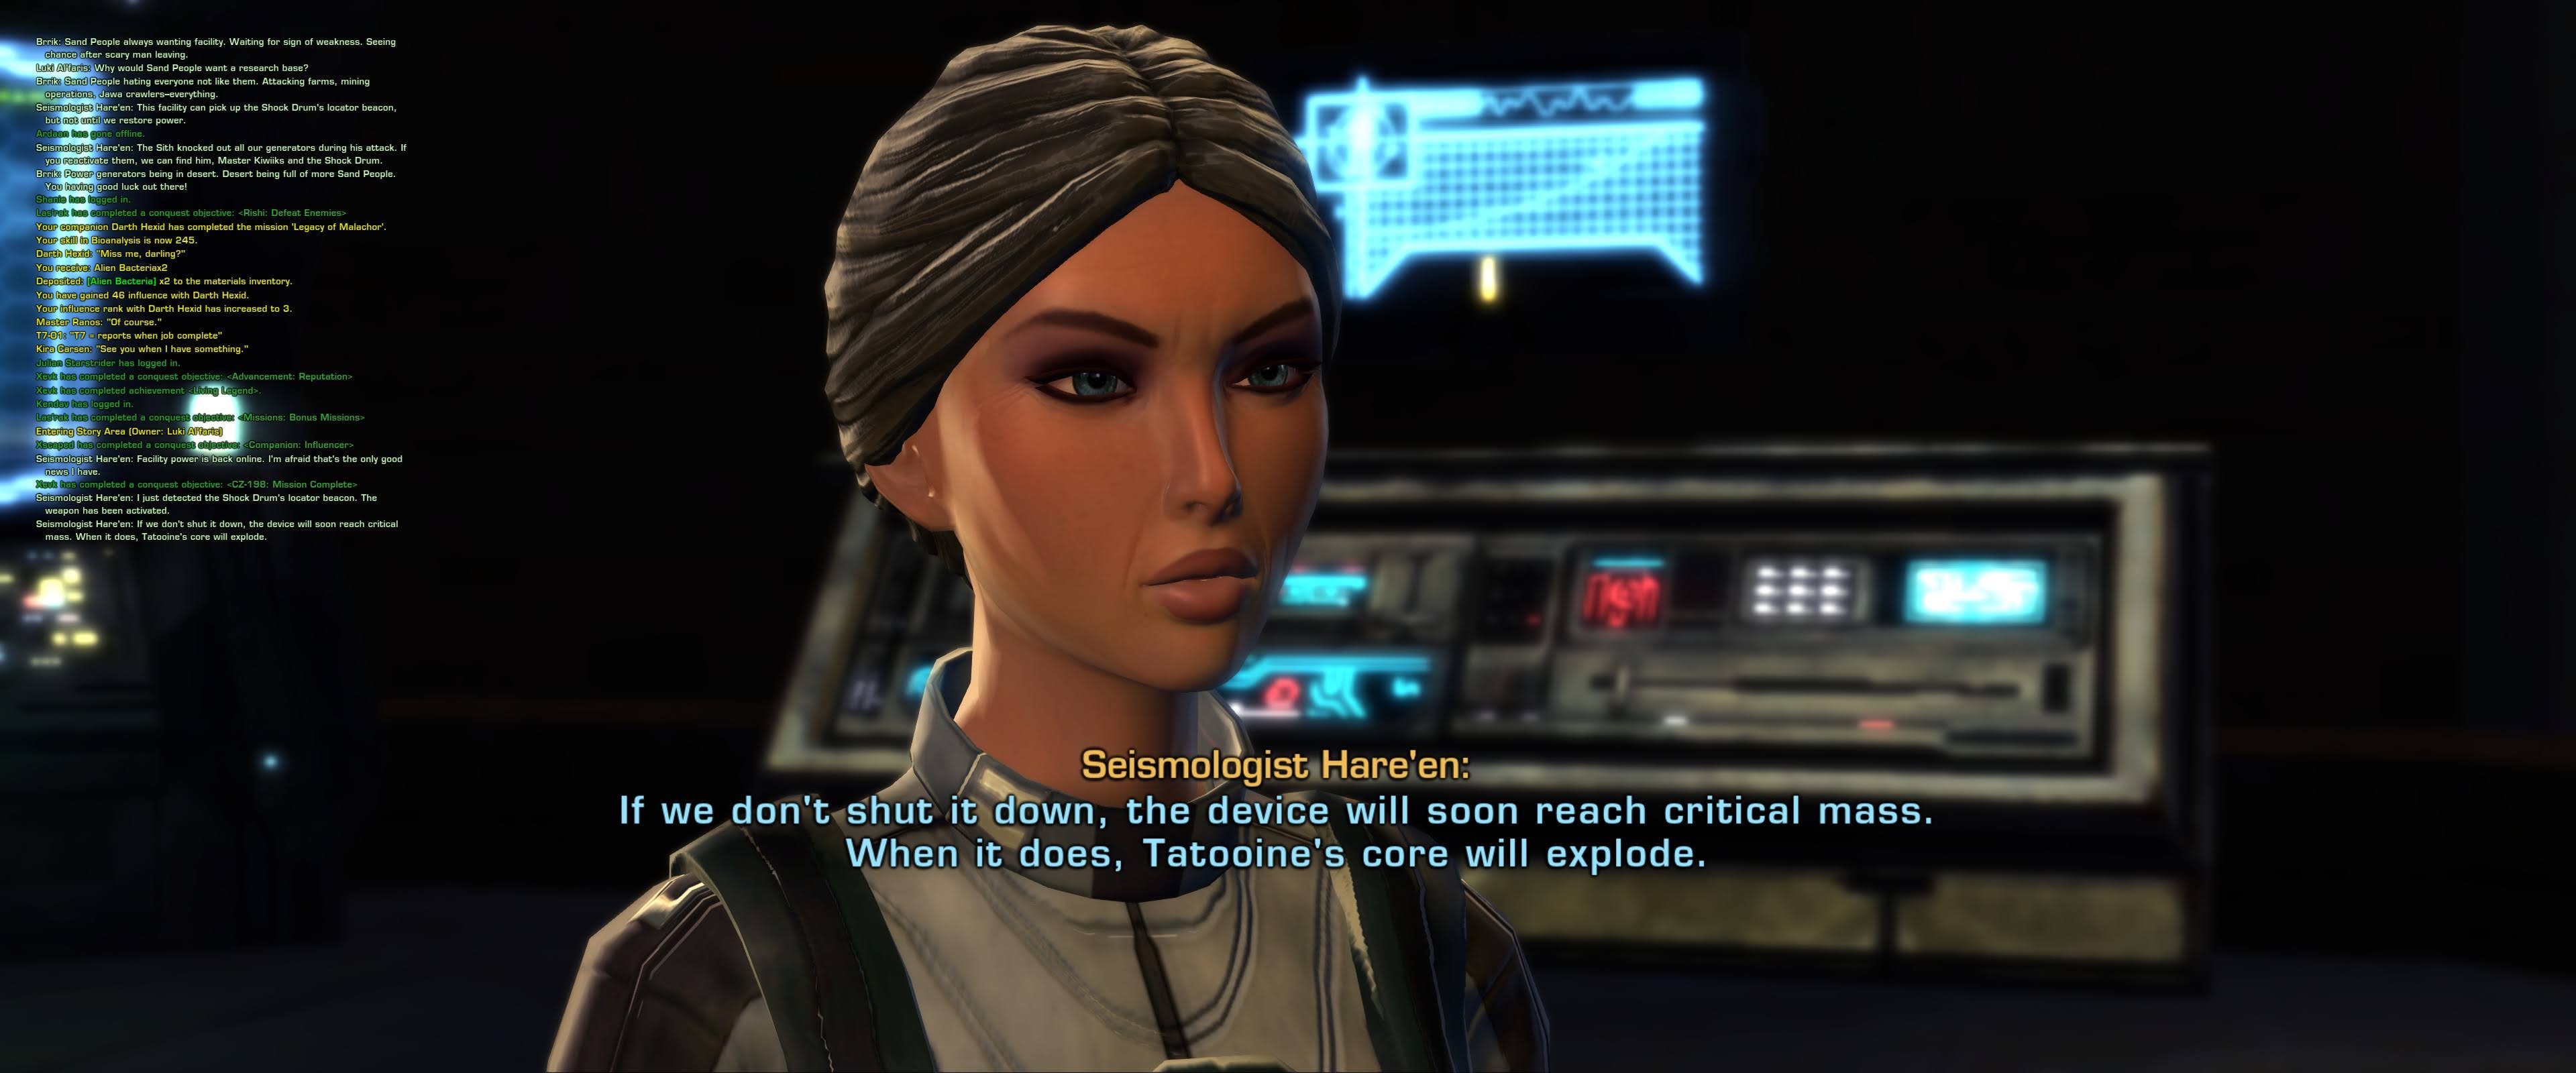 Brrik: Sand People always wanting facility. Waiting for sign of weakness. Seeing
chance after scary man leaving.
Luki Al'faris: Why would Sand People want a research base?
Brrik: Sand People hating everyone not like them. Attacking farms, mining
operations, Jawa crawlers—everything.
Seismologist Hare'en: This facility can pick up the Shock Drum's locator beacon,
but not until we restore power.
Ardaan has gone offline.
Seismologist Hare'en: The Sith knocked out all our generators during his attack. If
you reactivate them, we can find him, Master Kiwiiks and the Shock Drum.
Brrik: Power generators being in desert. Desert being full of more Sand People.
You having good luck out there!
Shanie has logged in.
Las'rak has completed a conquest objective: <Rishi: Defeat Enemies>
Your companion Darth Hexid has completed the mission 'Legacy of Malachor'.
Your skill in Bioanalysis is now 245.
Darth Hexid: "Miss me, darling?"
You receive: Alien Bacteriax2
Deposited: [Alien Bacteria] x2 to the materials inventory.
You have gained 46 influence with Darth Hexid.
Your influence rank with Darth Hexid has increased to 3.
Master Ranos: "Of course."
T7-O1: "T7 = reports when job complete"
Kira Carsen: "See you when I have something."
Julian Starstrider has logged in.
Xevk has completed a conquest objective: <Advancement: Reputation>
Xevk has completed achievement <Living Legend>.
Kendav has logged in.
Las'rak has completed a conquest objective: <Missions: Bonus Missions>
Entering Story Area (Owner: Luki Al'faris)
Xscaped has completed a conquest objective: <Companion: Influencer>
Seismologist Hare'en: Facility power is back online. I'm afraid that's the only good
news I have.
Xevk has completed a conquest objective: <CZ-198: Mission Complete>
Seismologist Hare'en: I just detected the Shock Drum's locator beacon. The
weapon has been activated.
Seismologist Hare'en: If we don't shut it down, the device will soon reach critical
mass. When it does, Tatooine's core will explode.
Seismologist Hare'en:
If we don't shut it down, the device will soon reach critical mass.
When it does, Tatooine's core will explode.